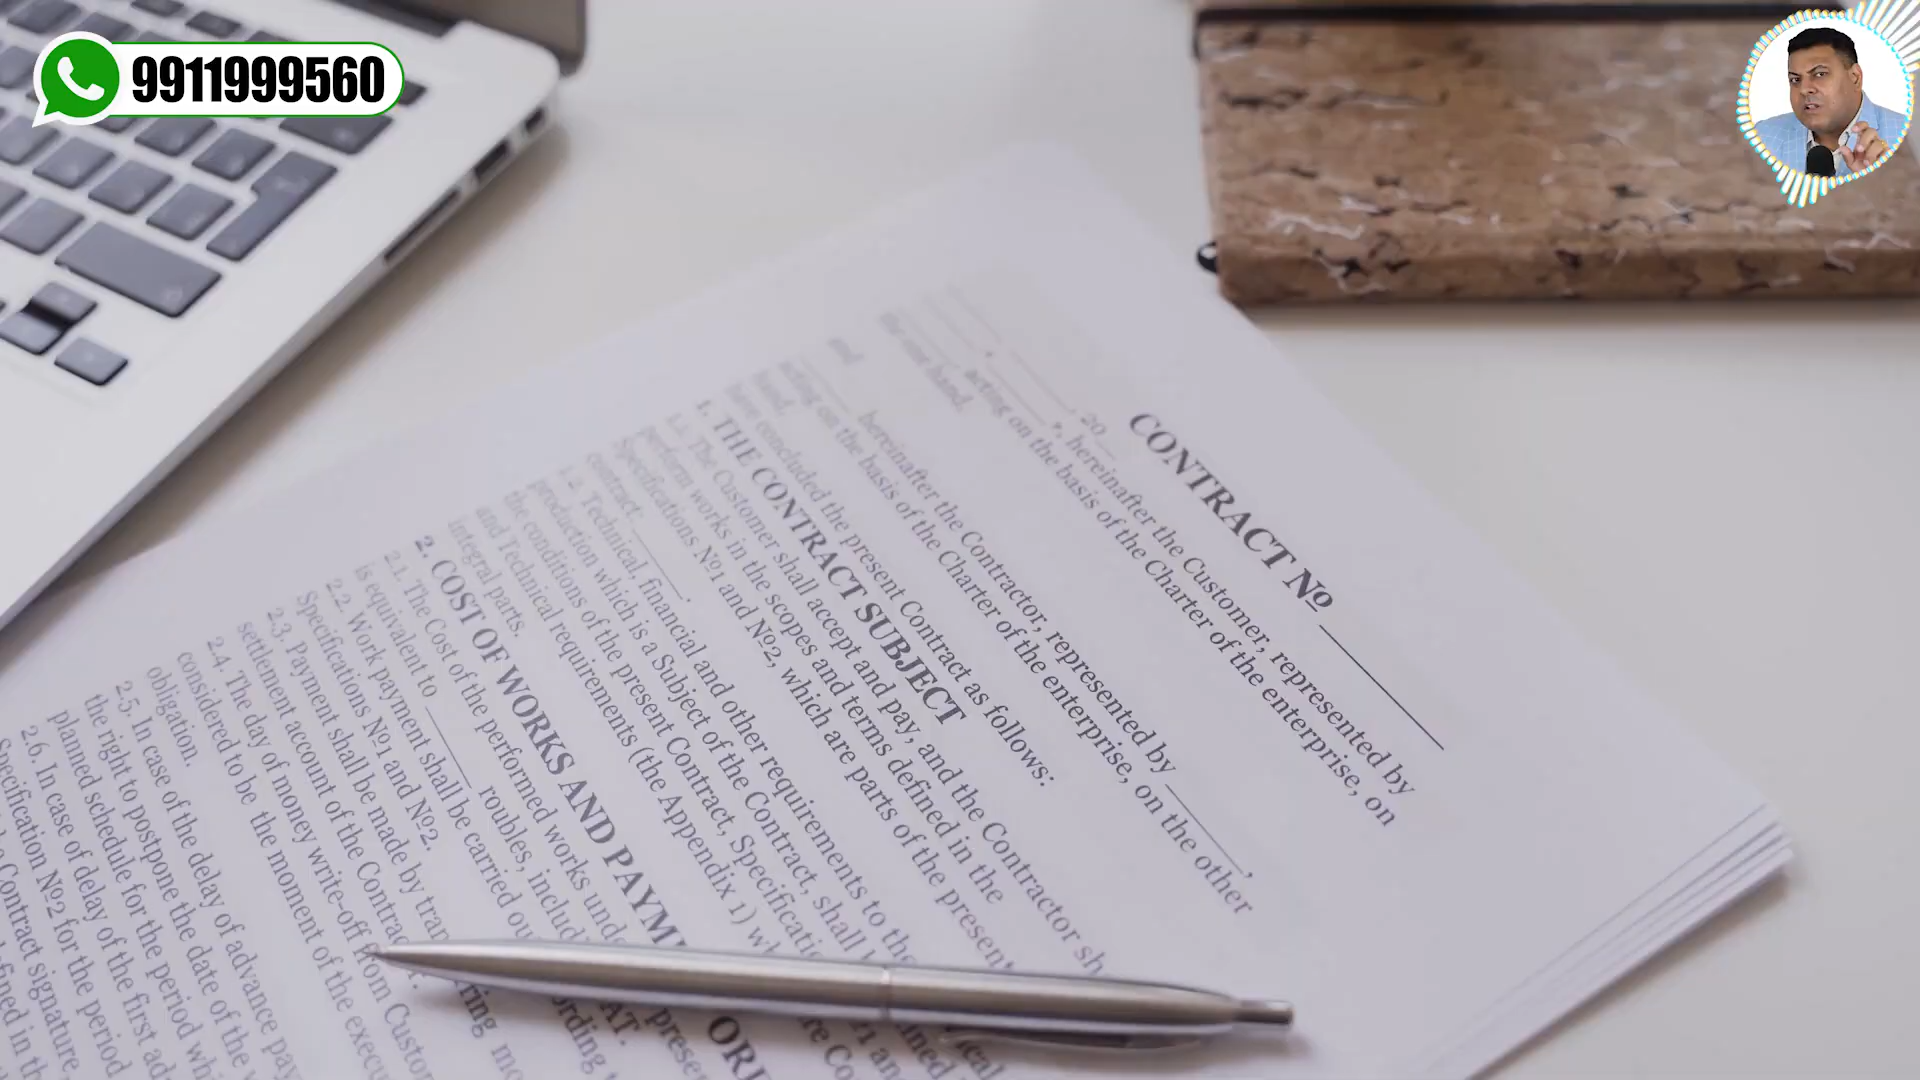 9911999560
CONTRACT №
20
, hereinafter the Customer, represented by
acting on the basis of the Charter of the enterprise, on
the one hand,
and
hereinafter the Contractor, represented by
acting on the basis of the Charter of the enterprise, on the other
hand,
have concluded the present Contract as follows:
1. THE CONTRACT SUBJECT
1.1. The Customer shall accept and pay, and the Contractor sh
perform works in the scopes and terms defined in the
Specifications №1 and №2, which are parts of the present
contract.
1.2. Technical, financial and other requirements to the
production which is a Subject of the Contract, shall
the conditions of the present Contract, Specificatio
and Technical requirements (the Appendix 1) wh
integral parts.
2. COST OF WORKS AND PAYM
2.1. The Cost of the performed works unde
is equivalent to roubles, includ
2.2. Work payment shall be carried ou
Specifications №1 and №2.
2.3. Payment shall be made by tran
settlement account of the Contrac
2.4. The day of money write-off from Custom
considered to be the moment of the execu
obligation.
2.5. In case of the delay of advance pay
the right to postpone the date of the
planned schedule for the period whi
2.6. In case of delay of the first ad
Specification №2 for the period
Contract signature,